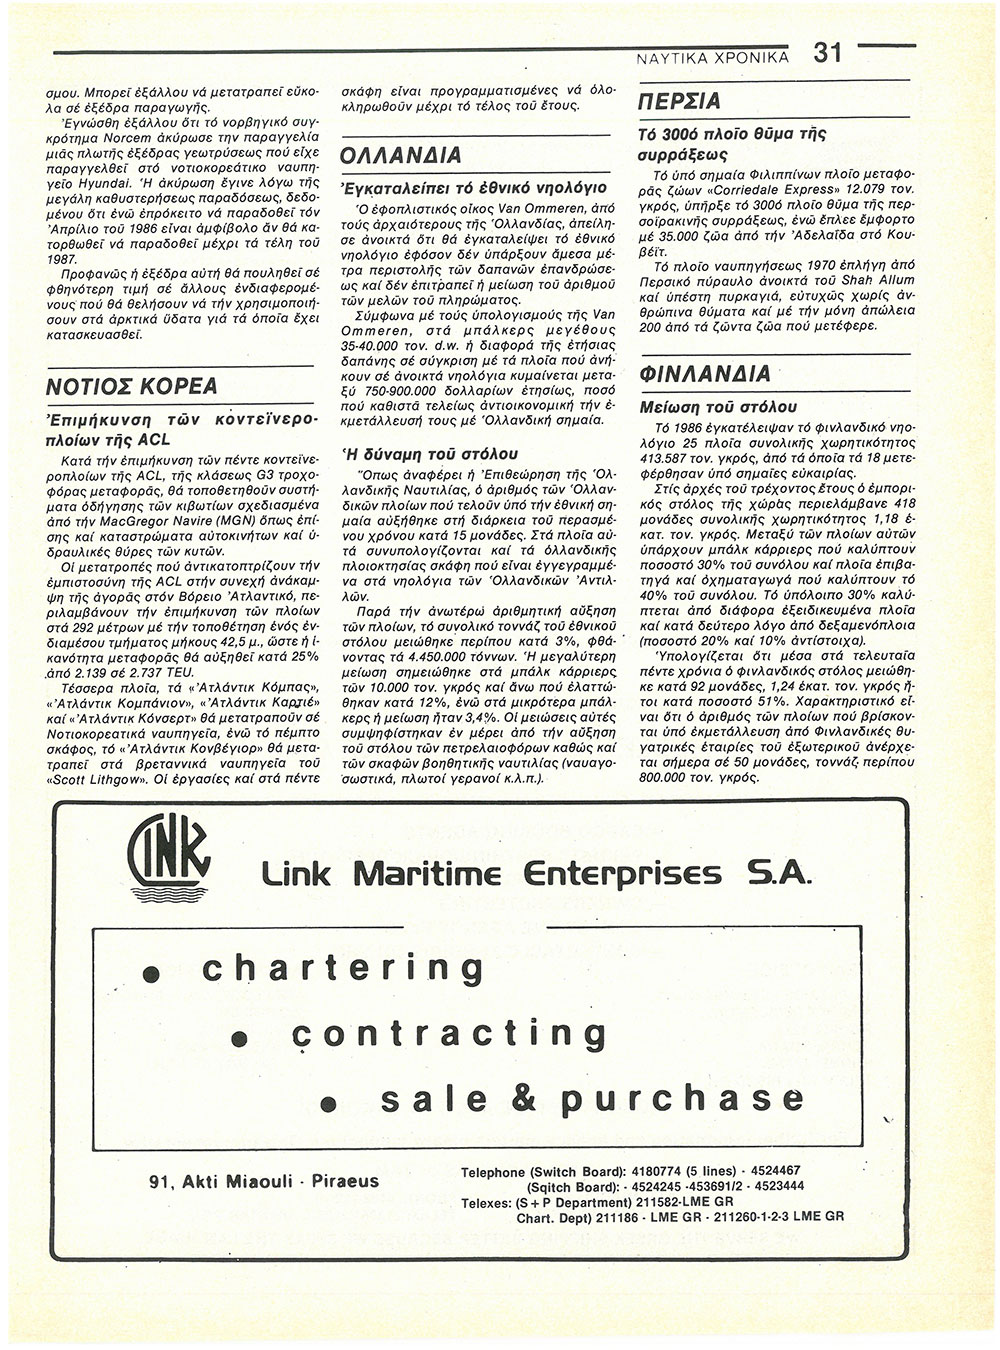 ΝΑΥΤΙΚΑ ΧΡΟΝΙΚΑ 31
σμου. Μπορεῖ ἐξάλλου νά μετατραπεῖ εὔκο-
λα σέ ἐξέδρα παραγωγῆς.
Ἐγνώσθη ἐξάλλου ὅτι τό νορβηγικό συγ-
κρότημα Norcem ἀκύρωσε την παραγγελία
μιᾶς πλωτῆς ἐξέδρας γεωτρύσεως πού εἶχε
παραγγελθεῖ στό νοτιοκορεάτικο ναυπη-
γεῖο Hyundai. Ἡ ἀκύρωση ἔγινε λόγω τῆς
μεγάλη καθυστερήσεως παραδόσεως, δεδο-
μένου ὅτι ἐνῶ ἐπρόκειτο νά παραδοθεῖ τόν
Ἀπρίλιο τοῦ 1986 εἶναι ἀμφίβολο ἄν θά κα-
τορθωθεῖ νά παραδοθεῖ μέχρι τά τέλη τοῦ
1987.
Προφανῶς ἡ ἐξέδρα αὐτή θά πουληθεῖ σέ
φθηνότερη τιμή σέ ἄλλους ἐνδιαφερομέ-
νους πού θά θελήσουν νά τήν χρησιμοποιή-
σουν στά ἀρκτικά ὕδατα γιά τά ὁποῖα ἔχει
κατασκευασθεῖ.
ΝΟΤΙΟΣ ΚΟΡΕΑ
Ἐπιμήκυνση τῶν κόντεϊνερο-
πλοίων τῆς ACL
Κατά τήν ἐπιμήκυνση τῶν πέντε κοντεϊνε-
ροπλοίων τῆς ACL, τῆς κλάσεως G3 τροχο-
φόρας μεταφορᾶς, θά τοποθετηθοῦν συστή-
ματα ὁδήγησης τῶν κιβωτίων σχεδιασμένα
ἀπό τήν MacGregor Navire (MGN) ὅπως ἐπί-
σης καί καταστρώματα αὐτοκινήτων καί ὑ-
δραυλικές θύρες τῶν κυτῶν.
Οἱ μετατροπές πού ἀντικατοπτρίζουν τήν
ἐμπιστοσύνη τῆς ACL στήν συνεχή ἀνάκαμ-
ψη τῆς ἀγορᾶς στόν Βόρειο Ἀτλαντικό, πε-
ριλαμβάνουν τήν ἐπιμήκυνση τῶν πλοίων
στά 292 μέτρων μέ τήν τοποθέτηση ἑνός ἐν-
διαμέσου τμήματος μήκους 42,5 μ., ὥστε ἡ ἱ-
κανότητα μεταφορᾶς θά αὐξηθεῖ κατά 25%
ἀπό 2.139 σέ 2.737 TEU.
Τέσσερα πλοῖα, τά «Ἀτλάντικ Κόμπας»,
«Ἀτλάντικ Κομπάνιον», «Ἀτλάντικ Καρτιέ»
καί «Ἀτλάντικ Κόνσερτ» θά μετατραποῦν σέ
Νοτιοκορεατικά ναυπηγεῖα, ἐνῶ τό πέμπτο
σκάφος, τό «Ἀτλάντικ Κονβέγιορ» θά μετα-
τραπεῖ στά βρεταννικά ναυπηγεῖα τοῦ
«Scott Lithgow». Οἱ ἐργασίες καί στά πέντε
σκάφη εἶναι προγραμματισμένες νά ὁλο-
κληρωθοῦν μέχρι τό τέλος τοῦ ἔτους.
ΟΛΛΑΝΔΙΑ
Ἐγκαταλείπει τό ἐθνικό νηολόγιο
Ὁ ἐφοπλιστικός οἶκος Van Ommeren, ἀπό
τούς ἀρχαιότερους τῆς Ὁλλανδίας, ἀπείλη-
σε ἀνοικτά ὅτι θά ἐγκαταλείψει τό ἐθνικό
νηολόγιο ἐφόσον δέν ὑπάρξουν ἄμεσα μέ-
τρα περιστολῆς τῶν δαπανῶν ἐπανδρώσε-
ως καί δέν ἐπιτραπεῖ ἡ μείωση τοῦ ἀριθμοῦ
τῶν μελῶν τοῦ πληρώματος.
Σύμφωνα μέ τούς ὑπολογισμούς τῆς Van
Ommeren, στά μπάλκερς μεγέθους
35-40.000 τον. d.w. ἡ διαφορά τῆς ἐτήσιας
δαπάνης σέ σύγκριση μέ τά πλοῖα πού ἀνή-
κουν σέ ἀνοικτά νηολόγια κυμαίνεται μετα-
ξύ 750-900.000 δολλαρίων ἐτησίως, ποσό
πού καθιστᾶ τελείως ἀντιοικονομική τήν ἐ-
κμετάλλευσή τους μέ Ὁλλανδική σημαία.
Ἡ δύναμη τοῦ στόλου
Ὅπως ἀναφέρει ἡ Ἐπιθεώρηση τῆς Ὁλ-
λανδικῆς Ναυτιλίας, ὁ ἀριθμός τῶν Ὁλλαν-
δικῶν πλοίων πού τελοῦν ὑπό τήν ἐθνική ση-
μαία αὐξήθηκε στή διάρκεια τοῦ περασμέ-
νου χρόνου κατά 15 μονάδες. Στά πλοῖα αὐ-
τά συνυπολογίζονται καί τά ὁλλανδικῆς
πλοιοκτησίας σκάφη πού εἶναι ἐγγεγραμμέ-
να στά νηολόγια τῶν Ὁλλανδικῶν Ἀντιλ-
λῶν.
Παρά τήν ἀνωτέρω ἀριθμητική αὔξηση
τῶν πλοίων, τό συνολικό τοννάζ τοῦ ἐθνικοῦ
στόλου μειώθηκε περίπου κατά 3%, φθά-
νοντας τά 4.450.000 τόννων. Ἡ μεγαλύτερη
μείωση σημειώθηκε στά μπάλκ κάρριερς
τῶν 10.000 τον. γκρός καί ἄνω πού ἐλαττώ-
θηκαν κατά 12%, ἐνῶ στά μικρότερα μπάλ-
κερς ἡ μείωση ἦταν 3,4%. Οἱ μειώσεις αὐτές
συμψηφίστηκαν ἐν μέρει ἀπό τήν αὔξηση
τοῦ στόλου τῶν πετρελαιοφόρων καθώς καί
τῶν σκαφῶν βοηθητικῆς ναυτιλίας (ναυαγο-
σωστικά, πλωτοί γερανοί κ.λ.π.).
ΠΕΡΣΙΑ
Τό 300ό πλοῖο θῦμα τῆς
συρράξεως
Τό ὑπό σημαία Φιλιππίνων πλοῖο μεταφο-
ρᾶς ζώων «Corriedale Express» 12.079 τον.
γκρός, ὑπῆρξε τό 300ό πλοῖο θῦμα τῆς περ-
σοϊρακινῆς συρράξεως, ἐνῶ ἔπλεε ἔμφορτο
μέ 35.000 ζῶα ἀπό τήν Ἀδελαΐδα στό Κου-
βέϊτ.
Τό πλοῖο ναυπηγήσεως 1970 ἐπλήγη ἀπό
Περσικό πύραυλο ἀνοικτά τοῦ Shah Allum
καί ὑπέστη πυρκαγιά, εὐτυχῶς χωρίς ἀν-
θρώπινα θύματα καί μέ τήν μόνη ἀπώλεια
200 ἀπό τά ζῶντα ζῶα πού μετέφερε.
ΦΙΝΛΑΝΔΙΑ
Μείωση τοῦ στόλου
Τό 1986 ἐγκατέλειψαν τό φινλανδικό νηο-
λόγιο 25 πλοῖα συνολικῆς χωρητικότητος
413.587 τον. γκρός, ἀπό τά ὁποῖα τά 18 μετε-
φέρθησαν ὑπό σημαῖες εὐκαιρίας.
Στίς ἀρχές τοῦ τρέχοντος ἔτους ὁ ἐμπορι-
κός στόλος τῆς χώρας περιελάμβανε 418
μονάδες συνολικῆς χωρητικότητος 1,18 ἑ-
κατ. τον. γκρός. Μεταξύ τῶν πλοίων αὐτῶν
ὑπάρχουν μπάλκ κάρριερς πού καλύπτουν
ποσοστό 30% τοῦ συνόλου καί πλοῖα ἐπιβα-
τηγά καί ὀχηματαγωγά πού καλύπτουν τό
40% τοῦ συνόλου. Τό ὑπόλοιπο 30% καλύ-
πτεται ἀπό διάφορα ἐξειδικευμένα πλοῖα
καί κατά δεύτερο λόγο ἀπό δεξαμενόπλοια
(ποσοστό 20% καί 10% ἀντίστοιχα).
Ὑπολογίζεται ὅτι μέσα στά τελευταῖα
πέντε χρόνια ὁ φινλανδικός στόλος μειώθη-
κε κατά 92 μονάδες, 1,24 ἑκατ. τον. γκρός ἤ-
τοι κατά ποσοστό 51%. Χαρακτηριστικό εἶ-
ναι ὅτι ὁ ἀριθμός τῶν πλοίων πού βρίσκον-
ται ὑπό ἐκμετάλλευση ἀπό Φινλανδικές θυ-
γατρικές ἑταιρίες τοῦ ἐξωτερικοῦ ἀνέρχε-
ται σήμερα σέ 50 μονάδες, τοννάζ περίπου
800.000 τον. γκρός.
LINK
Link Maritime Enterprises S.A.
• chartering
• contracting
• sale & purchase
91, Akti Miaouli · Piraeus
Telephone (Switch Board): 4180774 (5 lines) · 4524467
(Sqitch Board): · 4524245 ·453691/2 · 4523444
Telexes: (S + P Department) 211582-LME GR
Chart. Dept) 211186 · LME GR · 211260-1-2-3 LME GR